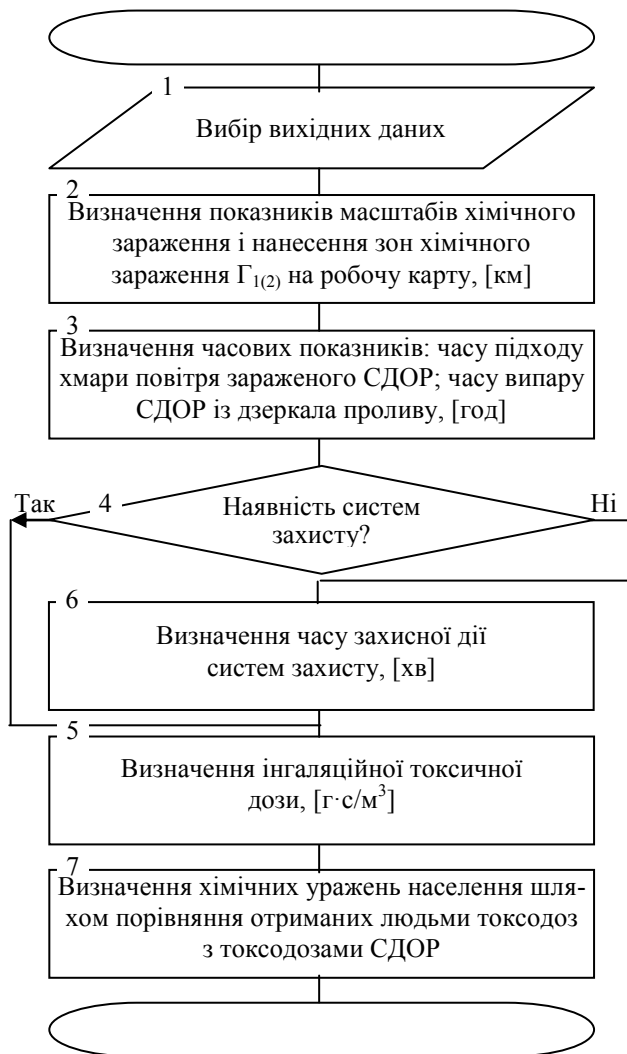 1
Вибір вихідних даних
2
Визначення показників масштабів хімічного
зараження і нанесення зон хімічного
зараження Г1(2) на робочу карту, [км]
3
Визначення часових показників: часу підходу
хмари повітря зараженого СДОР; часу випару
СДОР із дзеркала проливу, [год]
Так
4
Наявність систем
захисту?
Ні
6
Визначення часу захисної дії
систем захисту, [хв]
5
Визначення інгаляційної токсичної
дози, [г·с/м³]
7
Визначення хімічних уражень населення шля-
хом порівняння отриманих людьми токсодоз
з токсодозами СДОР